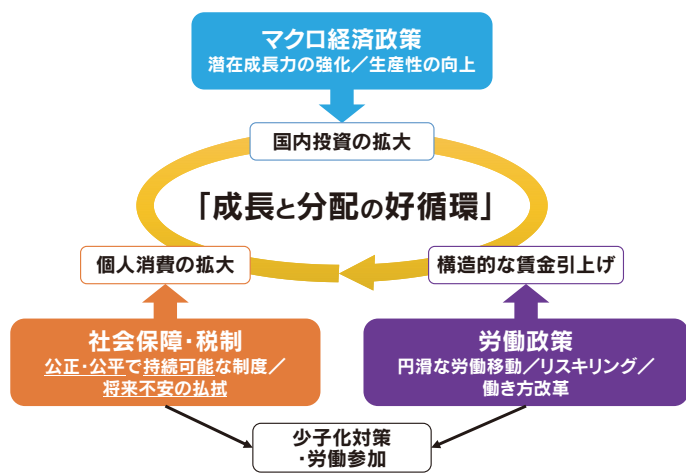 マクロ経済政策
潜在成長力の強化／生産性の向上
国内投資の拡大
「成長と分配の好循環」
個人消費の拡大
構造的な賃金引上げ
社会保障・税制
公正・公平で持続可能な制度／
将来不安の払拭
労働政策
円滑な労働移動／リスキリング／
働き方改革
少子化対策
・労働参加